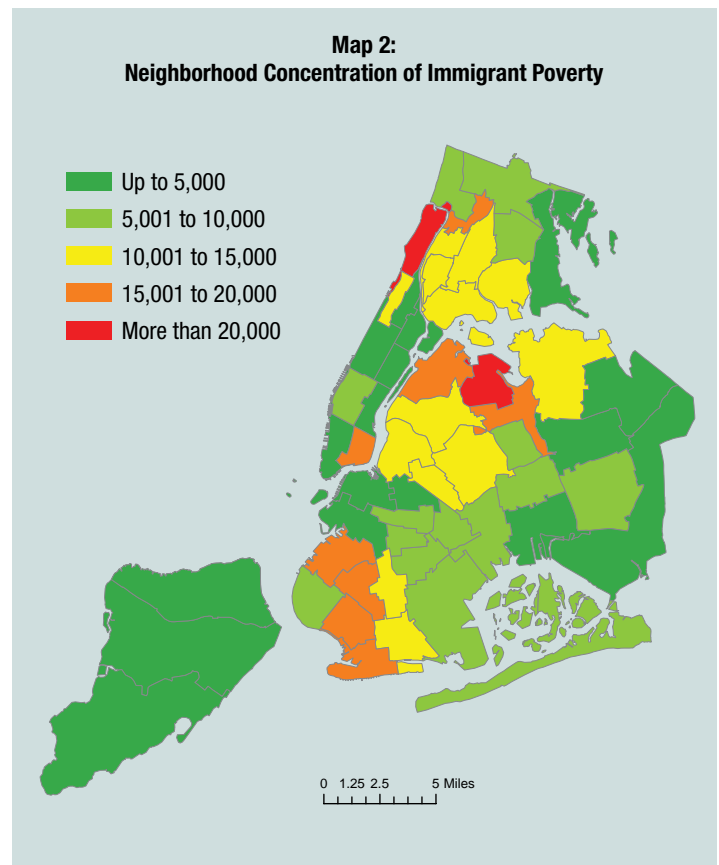 Map 2:
Neighborhood Concentration of Immigrant Poverty
Up to 5,000
5,001 to 10,000
10,001 to 15,000
15,001 to 20,000
More than 20,000
0 1.25 2.5 5 Miles